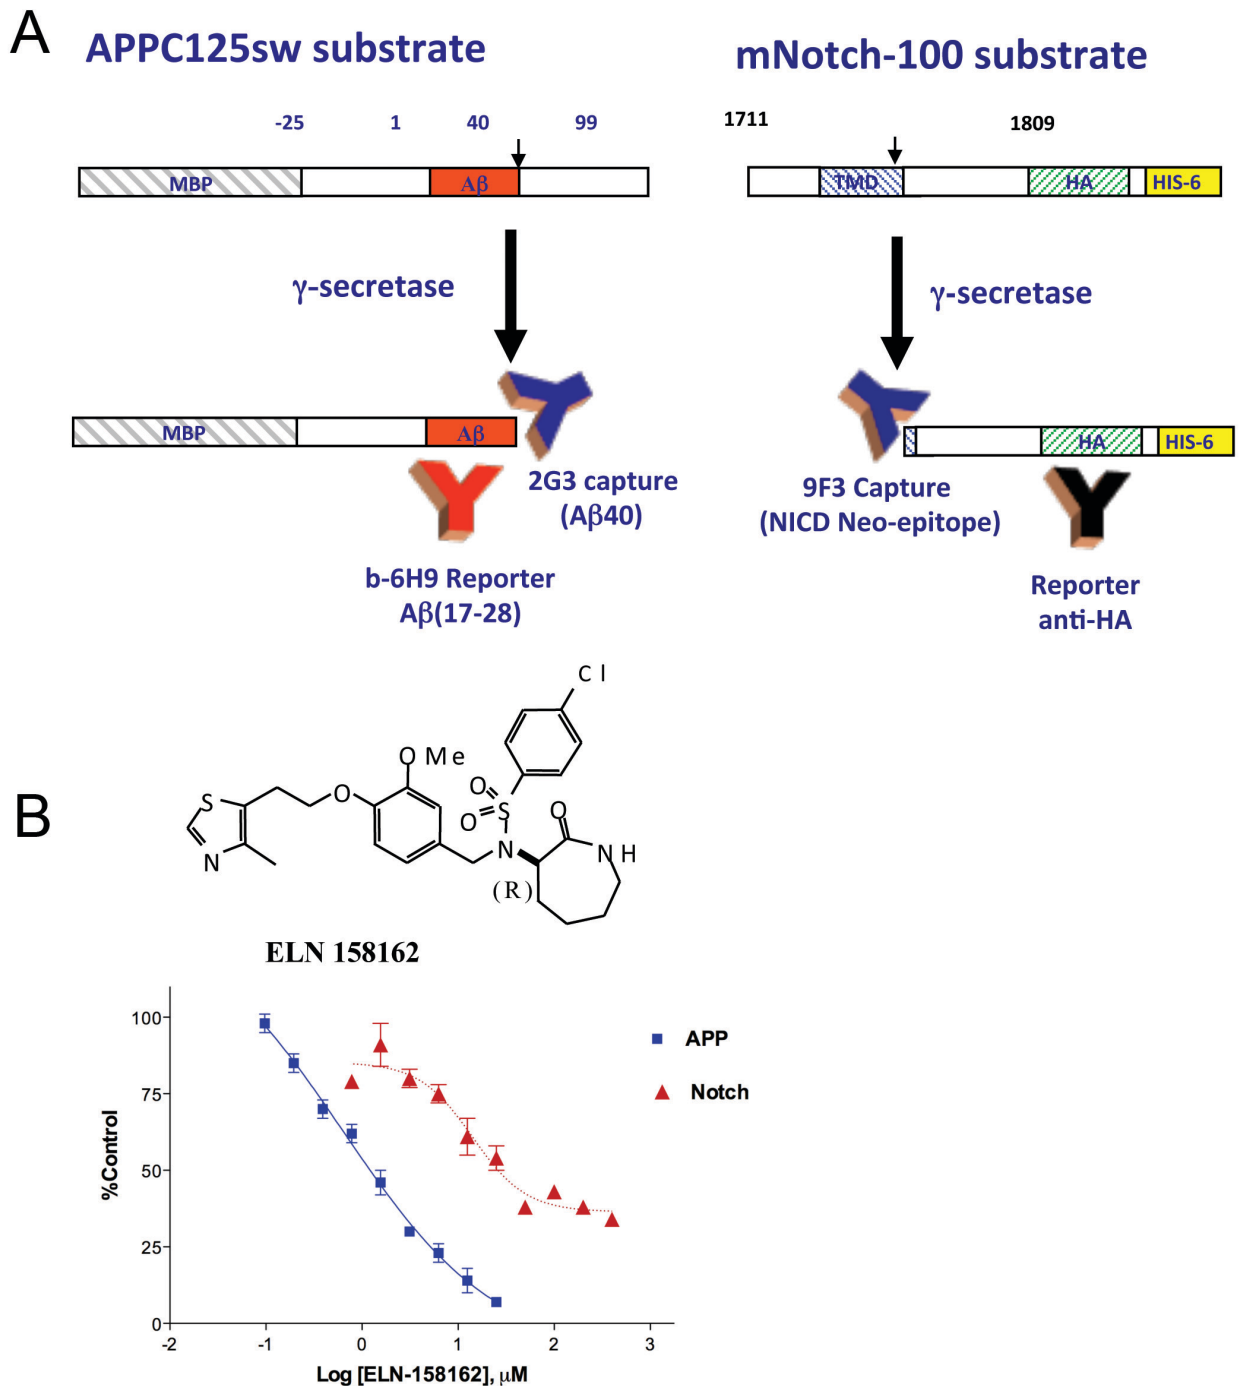 A
APPC125sw substrate
mNotch-100 substrate
-25 1 40 99
1711 1809
MBP Aβ
TMD HA HIS-6
γ-secretase
γ-secretase
MBP Aβ
HA HIS-6
2G3 capture
(Aβ40)
9F3 Capture
(NICD Neo-epitope)
b-6H9 Reporter
Aβ(17-28)
Reporter
anti-HA
B
Cl
OMe
O
S
N
O
S
O
N
O
NH
(R)
ELN 158162
100
75
50
25
0
-2 -1 0 1 2 3
%Control
Log [ELN-158162], μM
APP
Notch